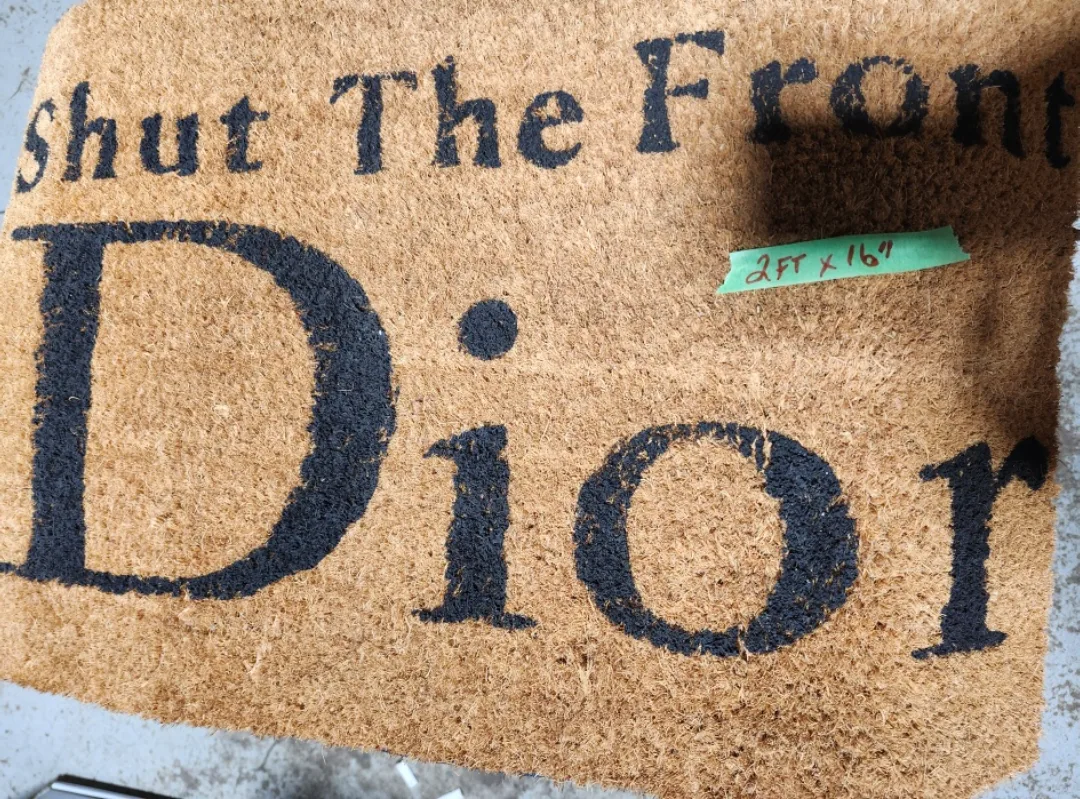 Shut The Front
2FT x 16"
Dior